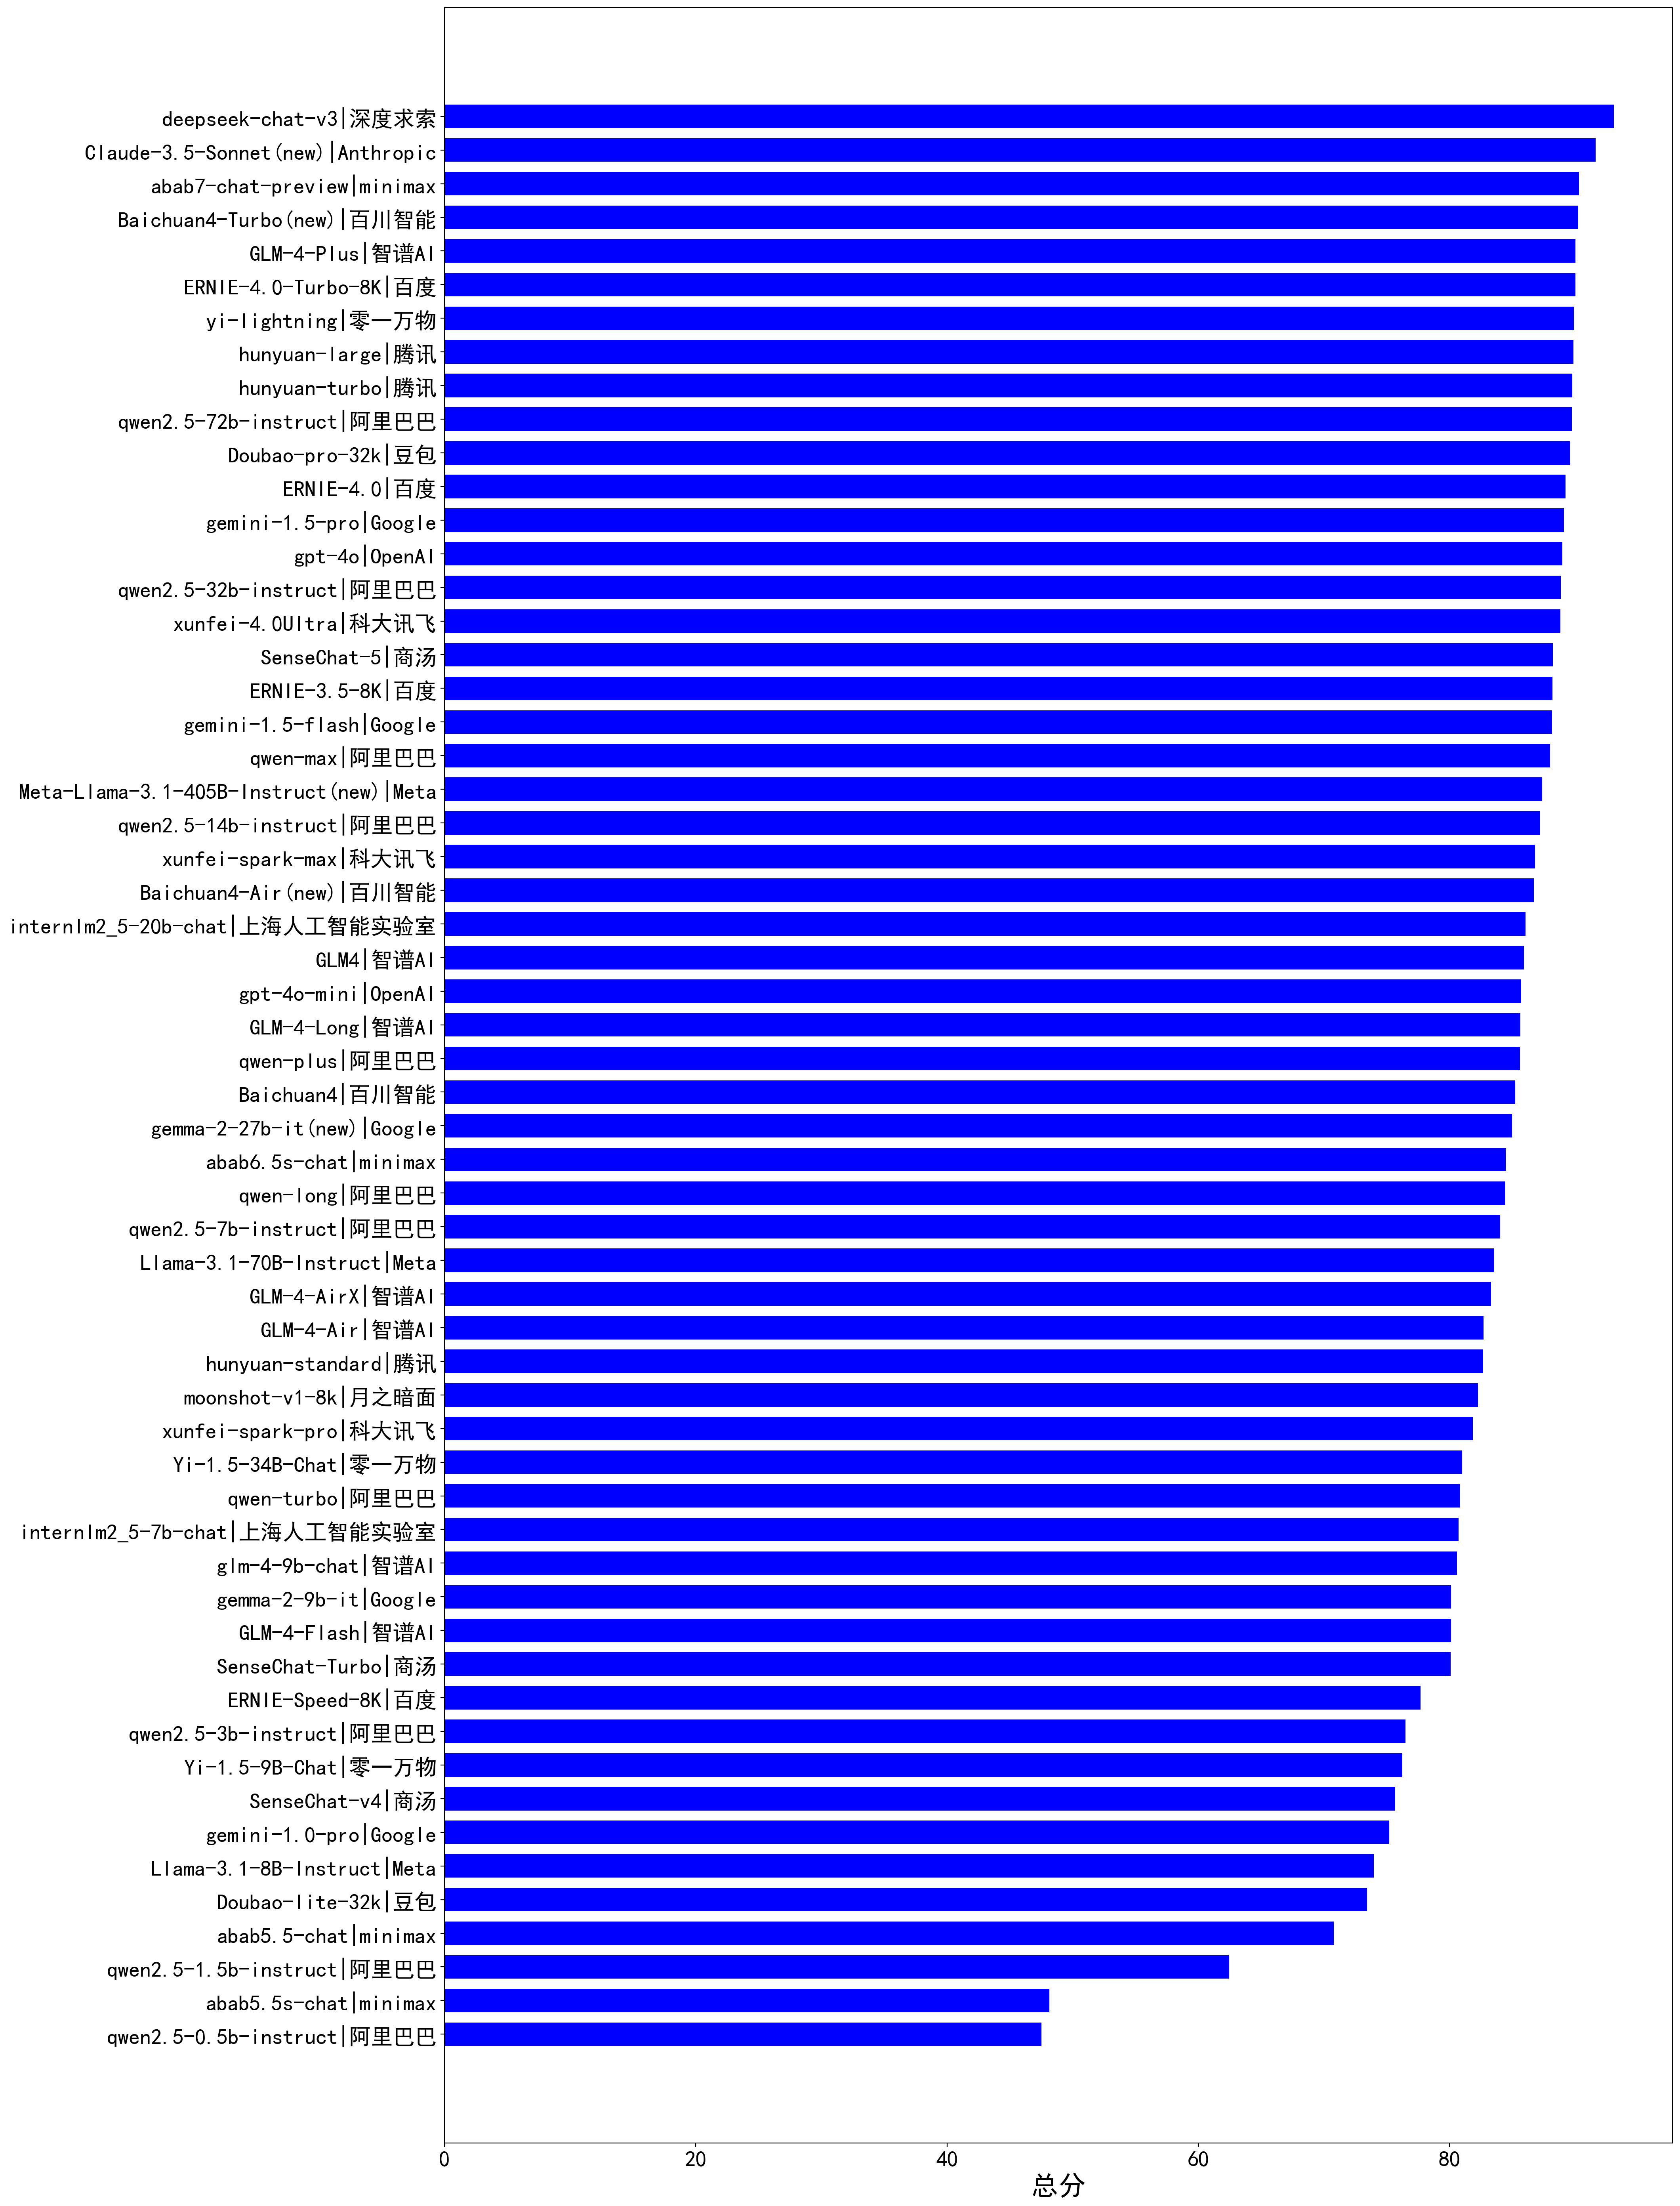 deepseek-chat-v3|深度求索
Claude-3.5-Sonnet(new)|Anthropic
abab7-chat-preview|minimax
Baichuan4-Turbo(new)|百川智能
GLM-4-Plus|智谱AI
ERNIE-4.0-Turbo-8K|百度
yi-lightning|零一万物
hunyuan-large|腾讯
hunyuan-turbo|腾讯
qwen2.5-72b-instruct|阿里巴巴
Doubao-pro-32k|豆包
ERNIE-4.0|百度
gemini-1.5-pro|Google
gpt-4o|OpenAI
qwen2.5-32b-instruct|阿里巴巴
xunfei-4.0Ultra|科大讯飞
SenseChat-5|商汤
ERNIE-3.5-8K|百度
gemini-1.5-flash|Google
qwen-max|阿里巴巴
Meta-Llama-3.1-405B-Instruct(new)|Meta
qwen2.5-14b-instruct|阿里巴巴
xunfei-spark-max|科大讯飞
Baichuan4-Air(new)|百川智能
internlm2_5-20b-chat|上海人工智能实验室
GLM4|智谱AI
gpt-4o-mini|OpenAI
GLM-4-Long|智谱AI
qwen-plus|阿里巴巴
Baichuan4|百川智能
gemma-2-27b-it(new)|Google
abab6.5s-chat|minimax
qwen-long|阿里巴巴
qwen2.5-7b-instruct|阿里巴巴
Llama-3.1-70B-Instruct|Meta
GLM-4-AirX|智谱AI
GLM-4-Air|智谱AI
hunyuan-standard|腾讯
moonshot-v1-8k|月之暗面
xunfei-spark-pro|科大讯飞
Yi-1.5-34B-Chat|零一万物
qwen-turbo|阿里巴巴
internlm2_5-7b-chat|上海人工智能实验室
glm-4-9b-chat|智谱AI
gemma-2-9b-it|Google
GLM-4-Flash|智谱AI
SenseChat-Turbo|商汤
ERNIE-Speed-8K|百度
qwen2.5-3b-instruct|阿里巴巴
Yi-1.5-9B-Chat|零一万物
SenseChat-v4|商汤
gemini-1.0-pro|Google
Llama-3.1-8B-Instruct|Meta
Doubao-lite-32k|豆包
abab5.5-chat|minimax
qwen2.5-1.5b-instruct|阿里巴巴
abab5.5s-chat|minimax
qwen2.5-0.5b-instruct|阿里巴巴
0 20 40 60 80
总分